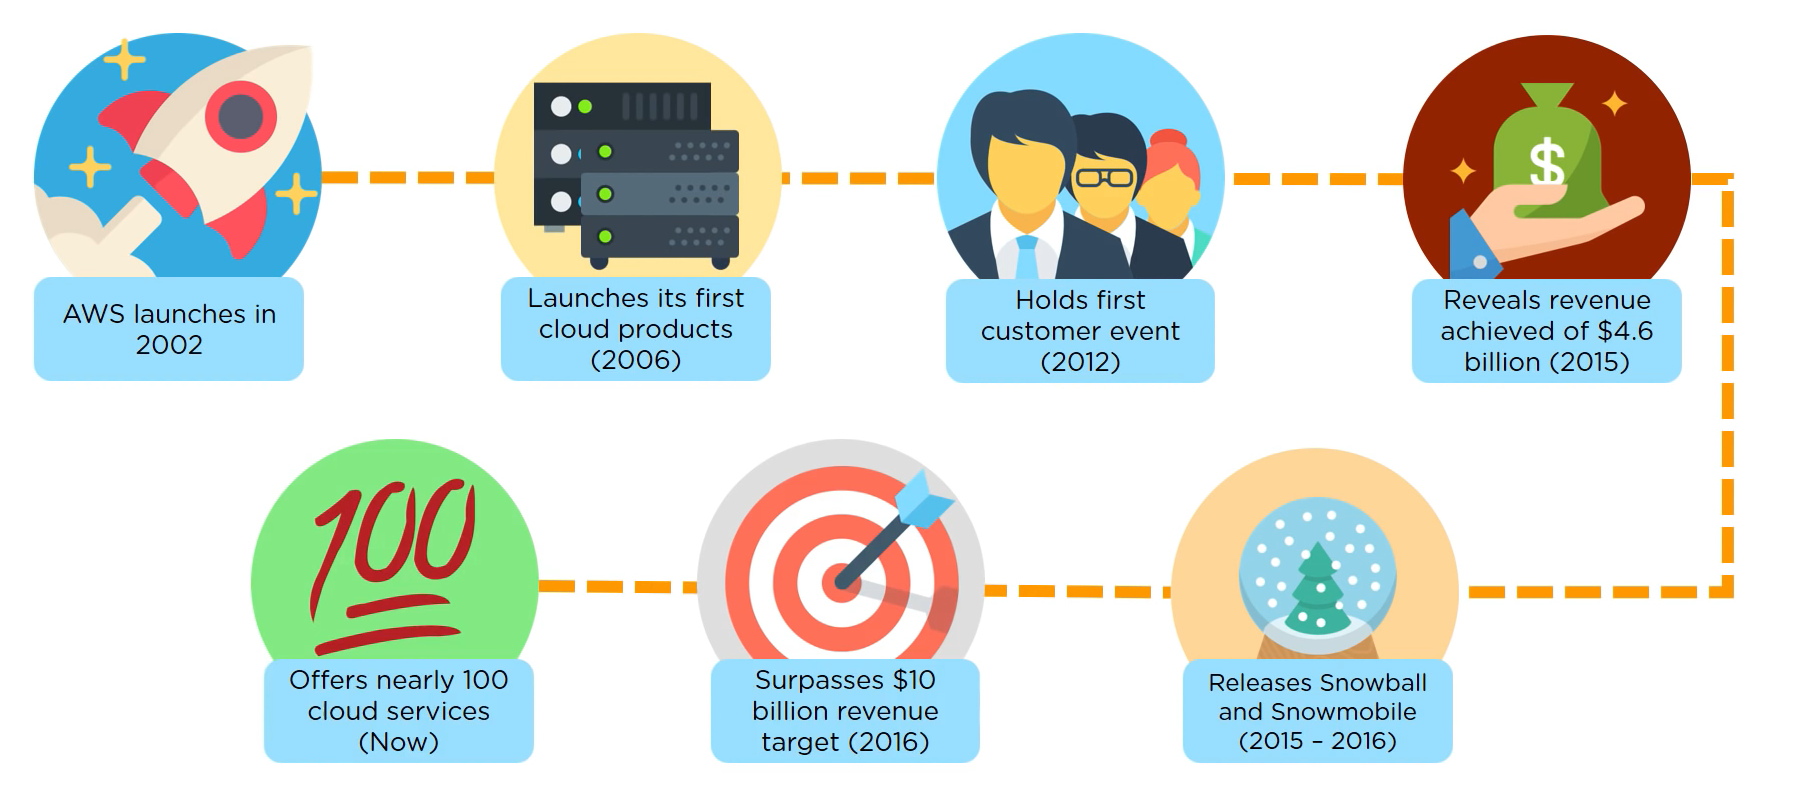 AWS launches in
2002
Launches its first
cloud products
(2006)
Holds first
customer event
(2012)
$
Reveals revenue
achieved of $4.6
billion (2015)
Releases Snowball
and Snowmobile
(2015 – 2016)
Surpasses $10
billion revenue
target (2016)
100
Offers nearly 100
cloud services
(Now)